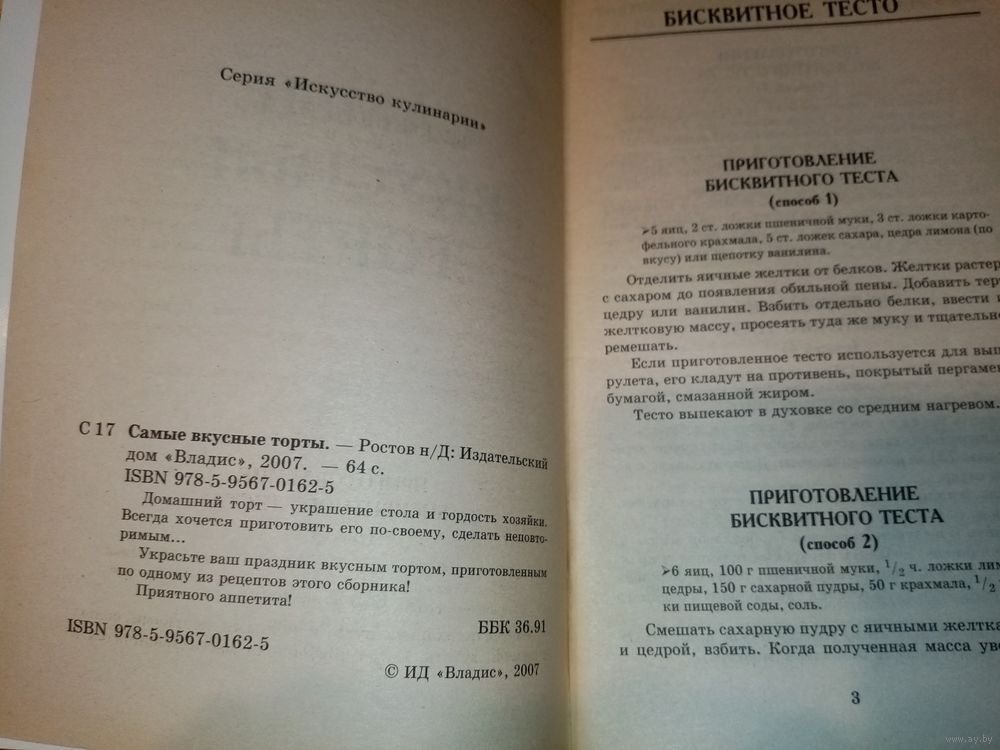 Серия «Искусство кулинарии»
С 17 Самые вкусные торты. — Ростов н/Д: Издательский
дом «Владис», 2007. — 64 с.
ISBN 978-5-9567-0162-5
Домашний торт — украшение стола и гордость хозяйки.
Всегда хочется приготовить его по-своему, сделать неповто-
римым...
Украсьте ваш праздник вкусным тортом, приготовленным
по одному из рецептов этого сборника!
Приятного аппетита!
ISBN 978-5-9567-0162-5
ББК 36.91
© ИД «Владис», 2007
БИСКВИТНОЕ ТЕСТО
ПРИГОТОВЛЕНИЕ
БИСКВИТНОГО ТЕСТА
(способ 1)
➢5 яиц, 2 ст. ложки пшеничной муки, 3 ст. ложки карто-
фельного крахмала, 5 ст. ложек сахара, цедра лимона (по
вкусу) или щепотку ванилина.
Отделить яичные желтки от белков. Желтки растер
с сахаром до появления обильной пены. Добавить тер
цедру или ванилин. Взбить отдельно белки, ввести
желтковую массу, просеять туда же муку и тщательно
ремешать.
Если приготовленное тесто используется для вып
рулета, его кладут на противень, покрытый пергамен
бумагой, смазанной жиром.
Тесто выпекают в духовке со средним нагревом.
ПРИГОТОВЛЕНИЕ
БИСКВИТНОГО ТЕСТА
(способ 2)
➢6 яиц, 100 г пшеничной муки, 1/2 ч. ложки лим
цедры, 150 г сахарной пудры, 50 г крахмала, 1/2
ки пищевой соды, соль.
Смешать сахарную пудру с яичными желтка
и цедрой, взбить. Когда полученная масса уве
3
www.ay.by